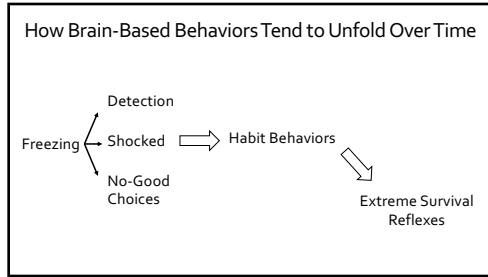 How Brain-Based Behaviors Tend to Unfold Over Time
Detection
Freezing
Shocked
Habit Behaviors
No-Good
Choices
Extreme Survival
Reflexes